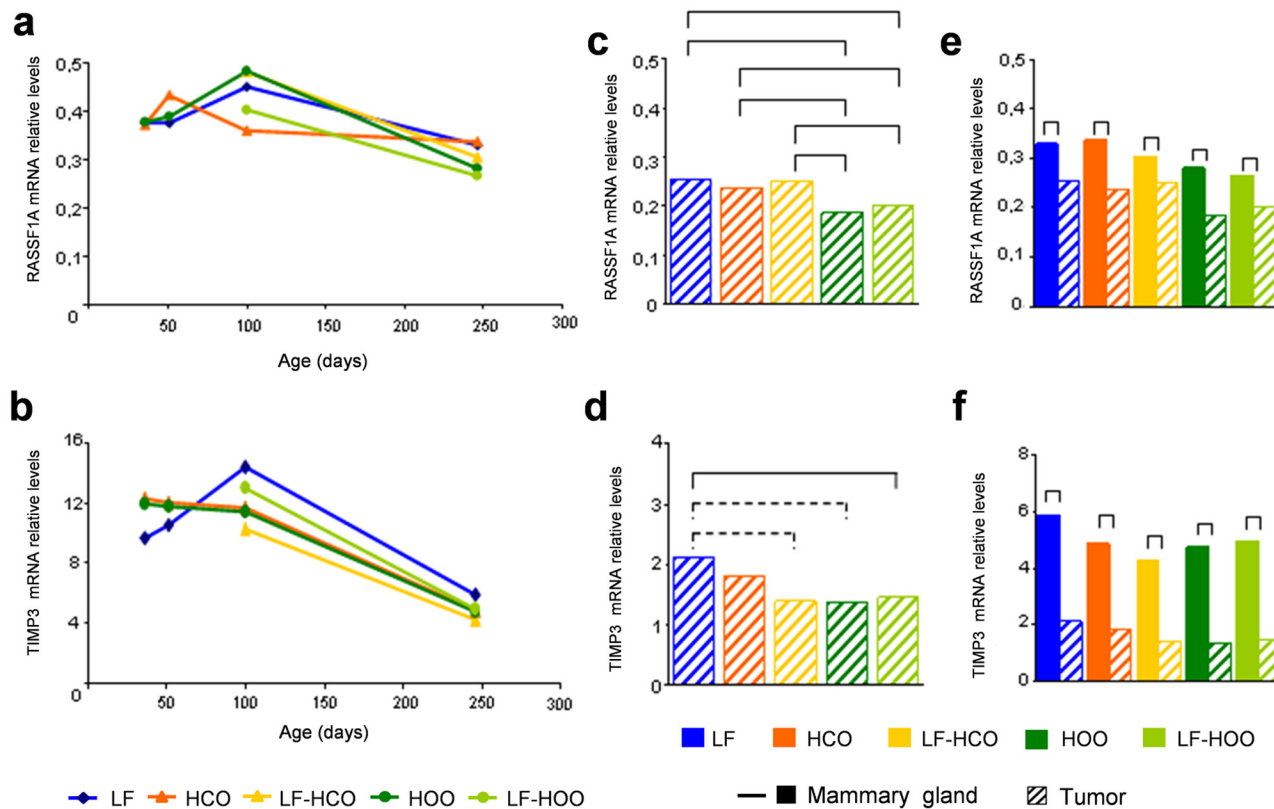 a
RASSF1A mRNA relative levels
0,5
0,4
0,3
0,2
0,1
0
50
100
150
200
250
300
Age (days)
b
TIMP3 mRNA relative levels
16
12
8
4
0
50
100
150
200
250
300
Age (days)
LF
HCO
LF-HCO
HOO
LF-HOO
c
RASSF1A mRNA relative levels
0,5
0,4
0,3
0,2
0,1
0
d
TIMP3 mRNA relative levels
4
3
2
1
0
e
RASSF1A mRNA relative levels
0,5
0,4
0,3
0,2
0,1
0
f
TIMP3 mRNA relative levels
8
6
4
2
0
LF
HCO
LF-HCO
HOO
LF-HOO
Mammary gland
Tumor